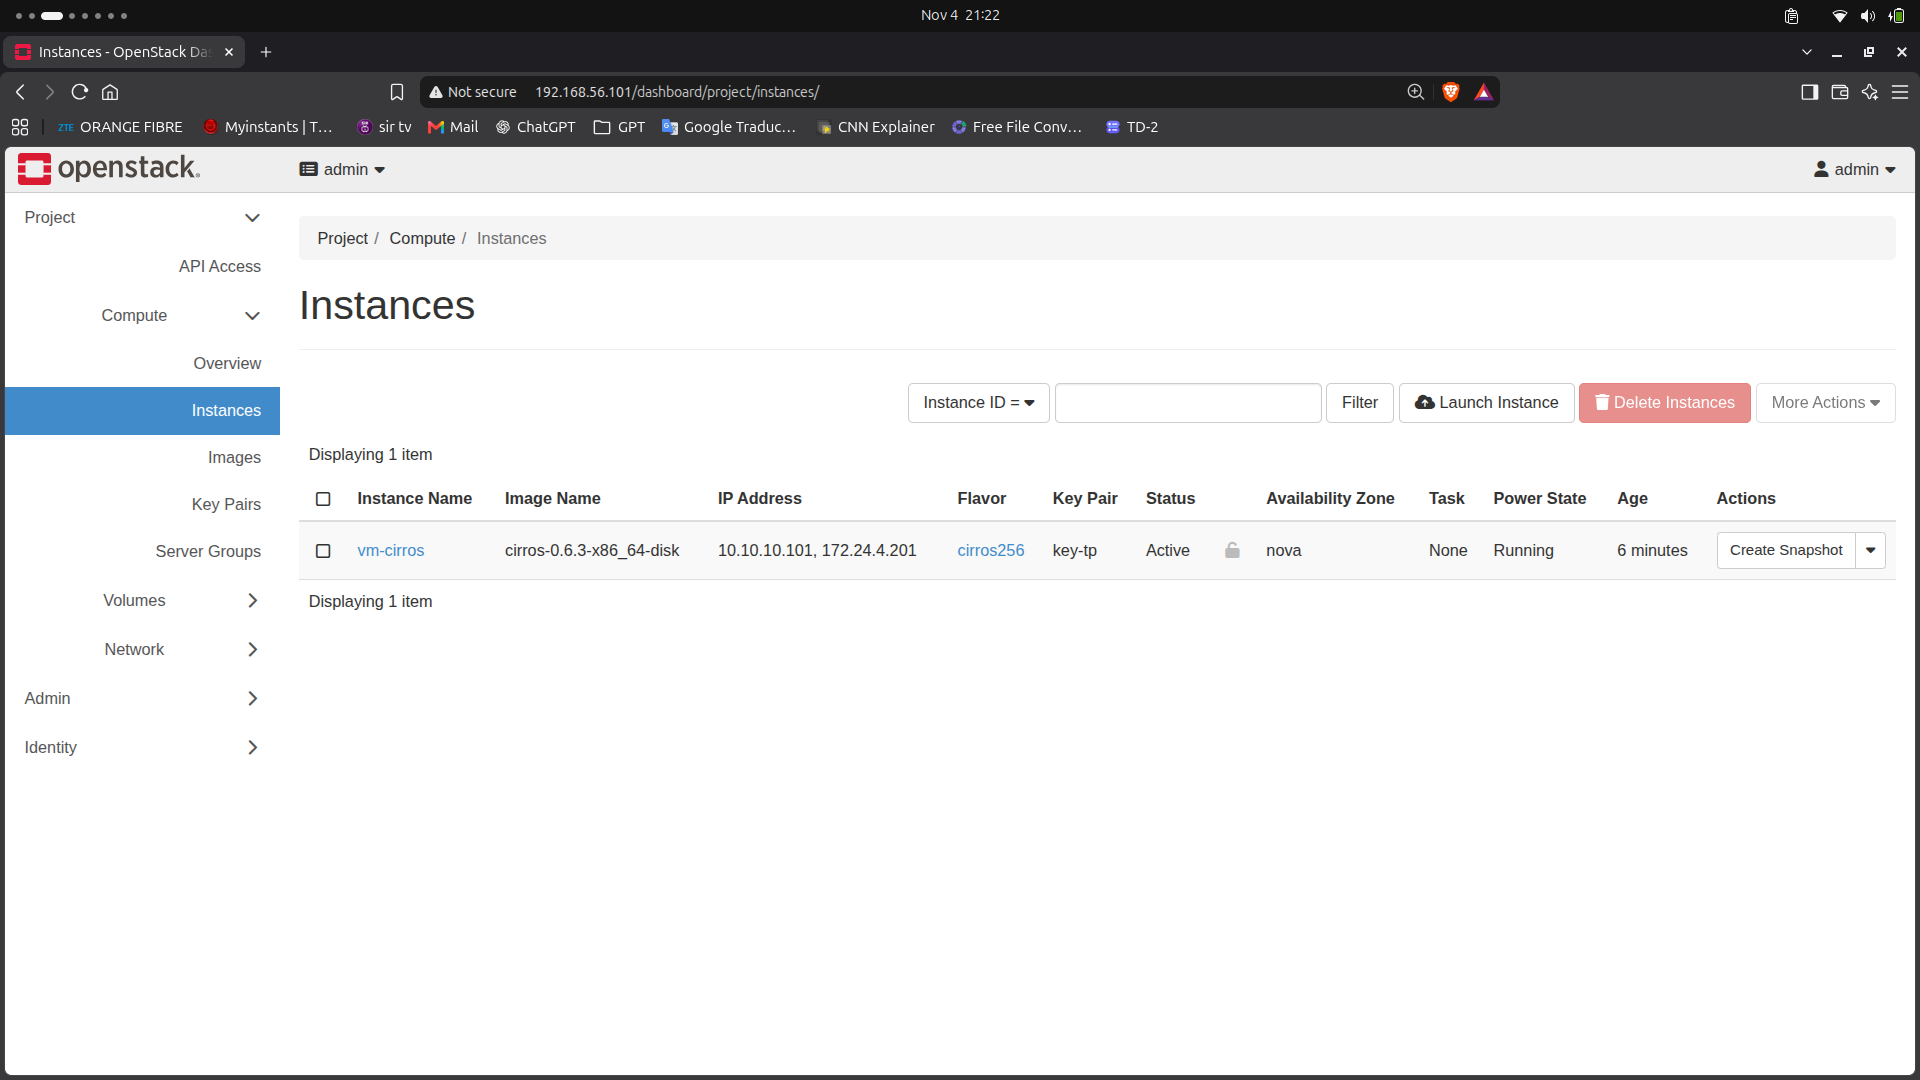 Nov 4 21:22
Instances - OpenStack Da
Not secure 192.168.56.101/dashboard/project/instances/
ZTE ORANGE FIBRE Myinstants | T... sir tv Mail ChatGPT GPT Google Traduc... CNN Explainer Free File Conv... TD-2
openstack. admin admin
Project
API Access
Compute
Overview
Instances
Images
Key Pairs
Server Groups
Volumes
Network
Admin
Identity
Project / Compute / Instances
Instances
Instance ID = Filter Launch Instance Delete Instances More Actions
Displaying 1 item
Instance Name Image Name IP Address Flavor Key Pair Status Availability Zone Task Power State Age Actions
vm-cirros cirros-0.6.3-x86_64-disk 10.10.10.101, 172.24.4.201 cirros256 key-tp Active nova None Running 6 minutes Create Snapshot
Displaying 1 item